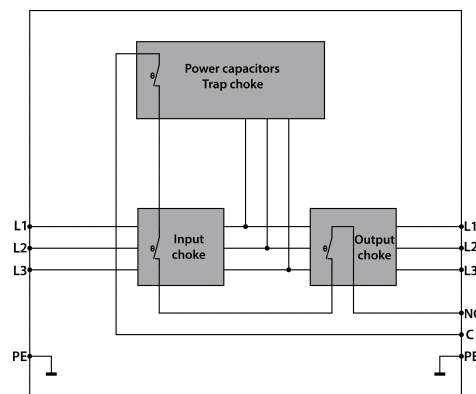 Power capacitors
Trap choke
θ
L1
L2
L3
Input
choke
θ
Output
choke
θ
L1
L2
L3
NC
C
PE
PE